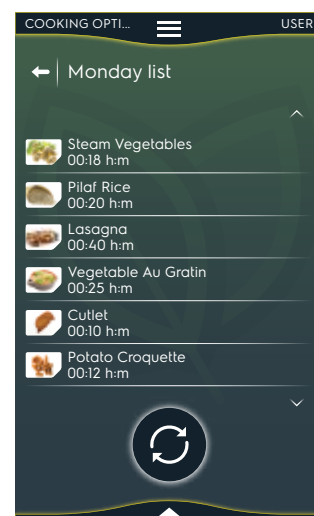 COOKING OPTI...
USER
Monday list
Steam Vegetables
00:18 h:m
Pilaf Rice
00:20 h:m
Lasagna
00:40 h:m
Vegetable Au Gratin
00:25 h:m
Cutlet
00:10 h:m
Potato Croquette
00:12 h:m